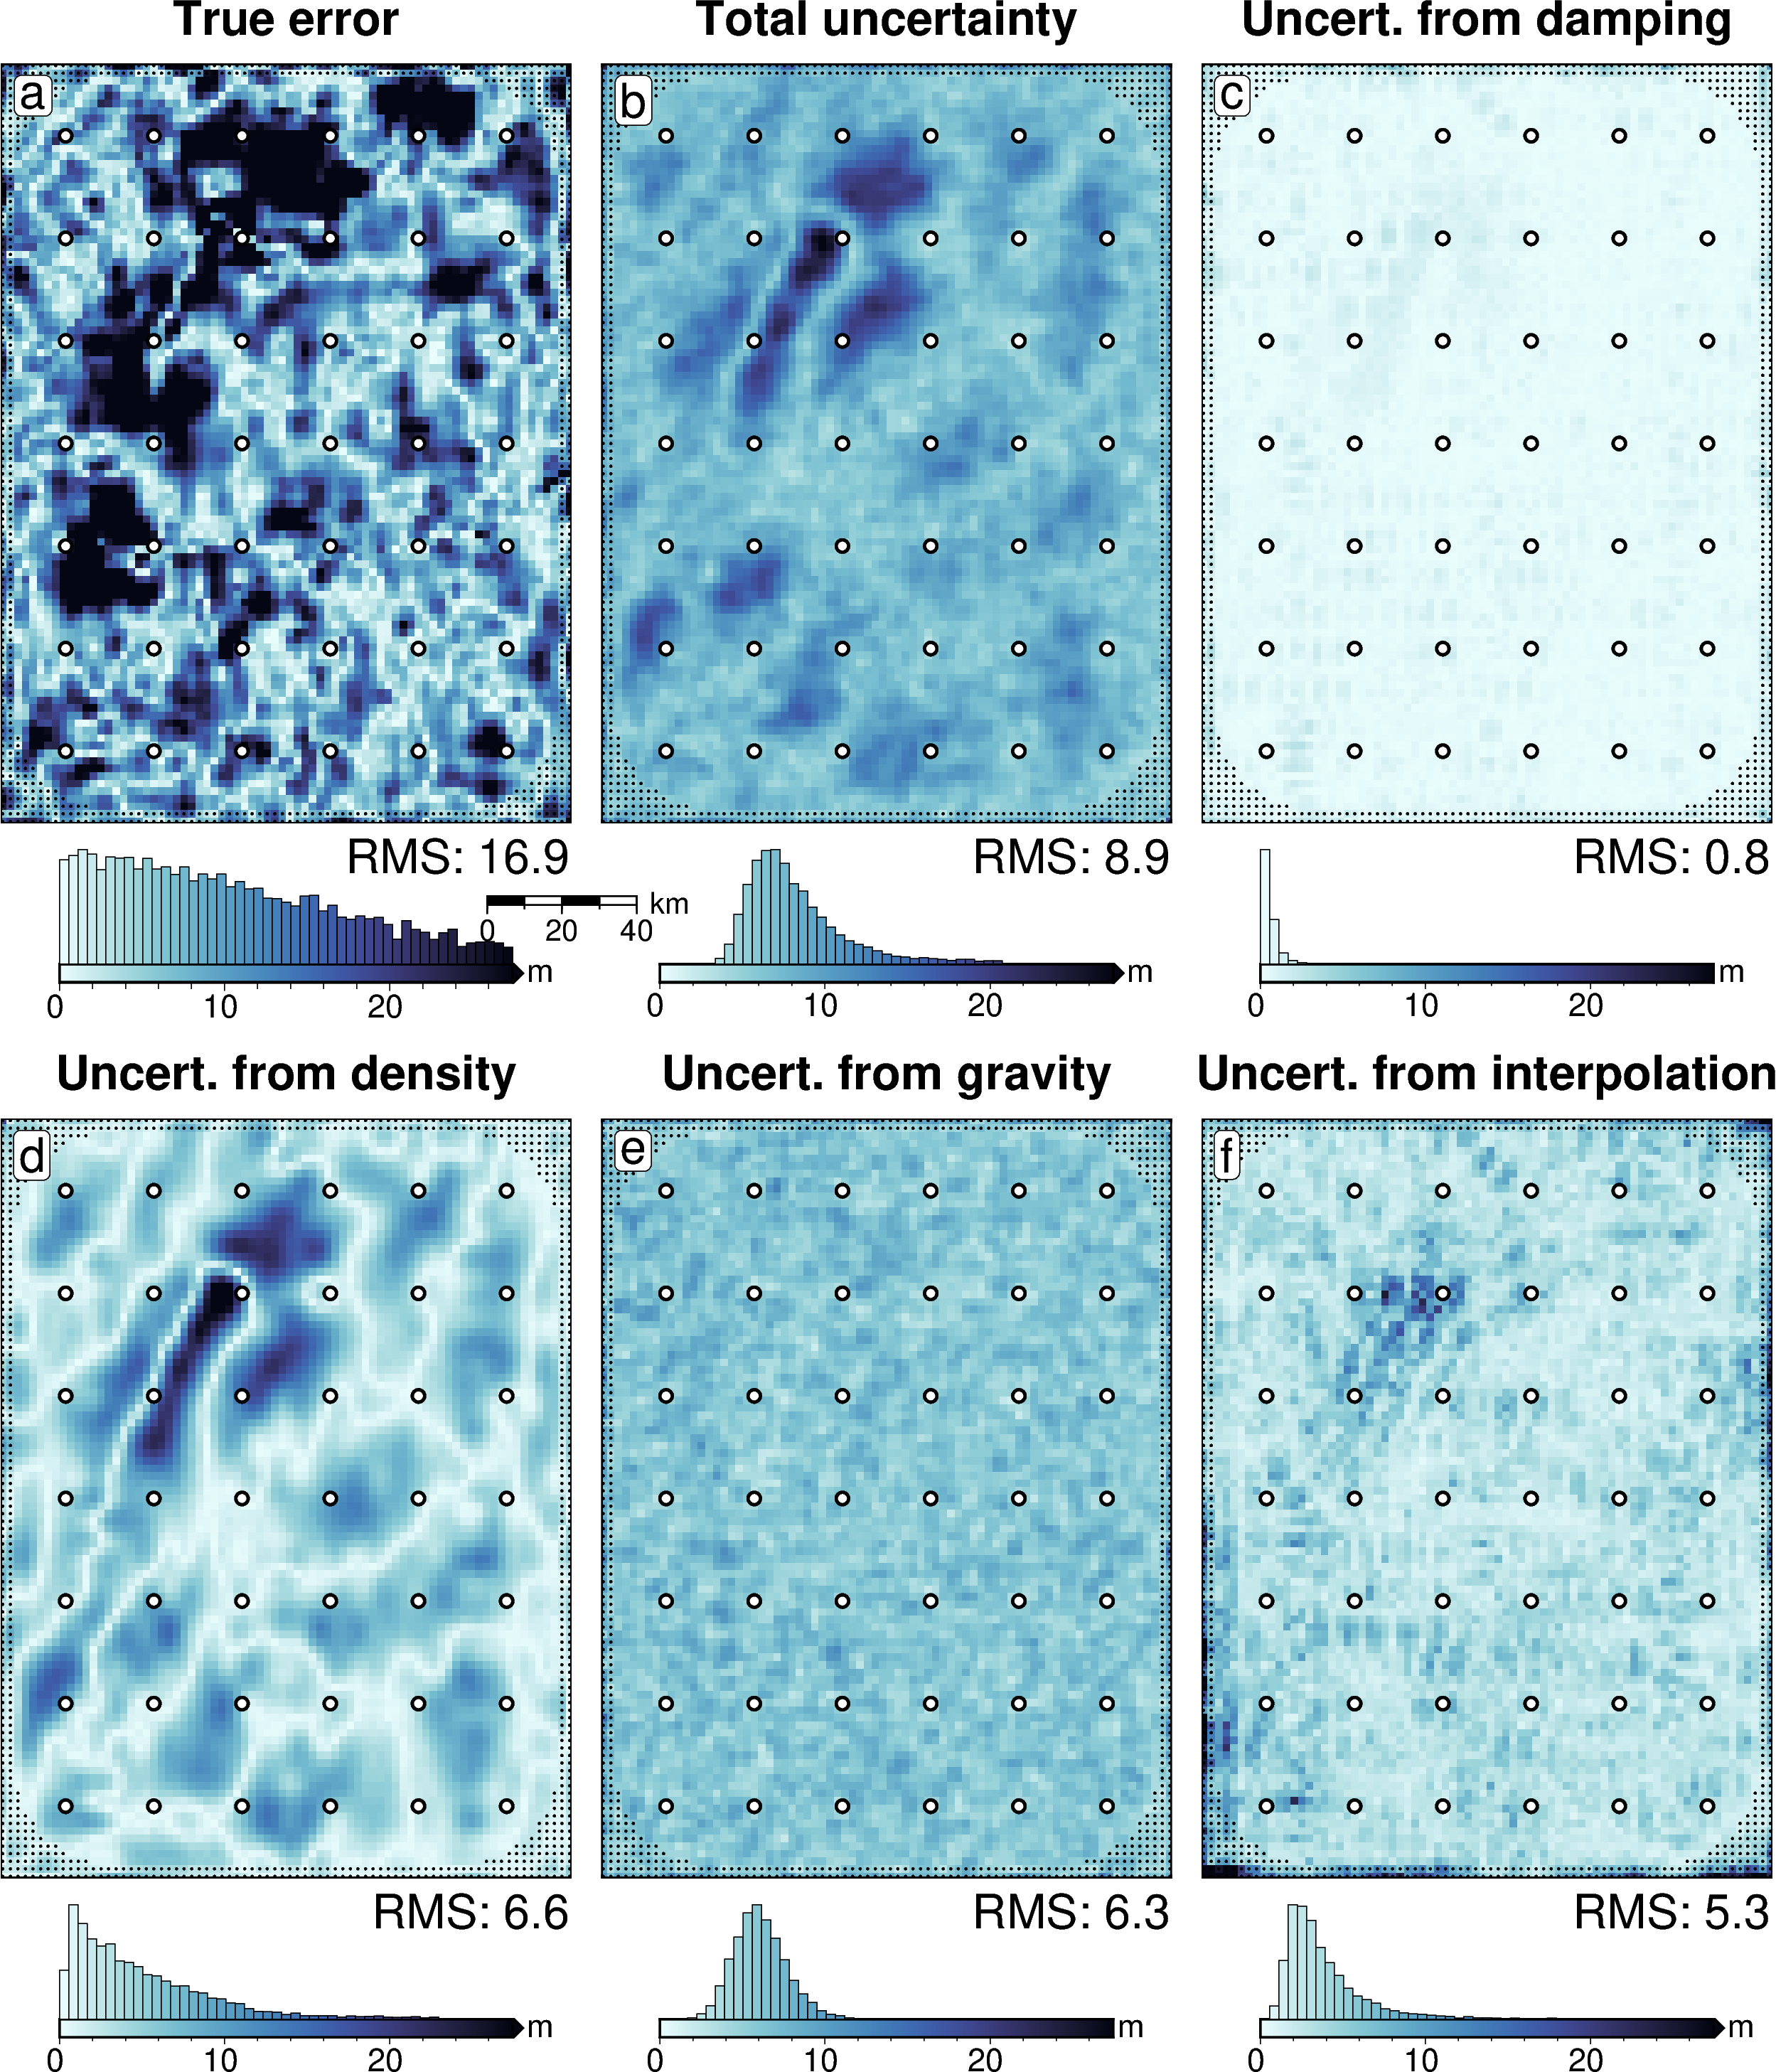 True error
Total uncertainty
Uncert. from damping
a
b
c
RMS: 16.9
RMS: 8.9
RMS: 0.8
km
0 20 40
m
m
m
0 10 20
0 10 20
0 10 20
Uncert. from density
Uncert. from gravity
Uncert. from interpolation
d
e
f
RMS: 6.6
RMS: 6.3
RMS: 5.3
m
m
m
0 10 20
0 10 20
0 10 20